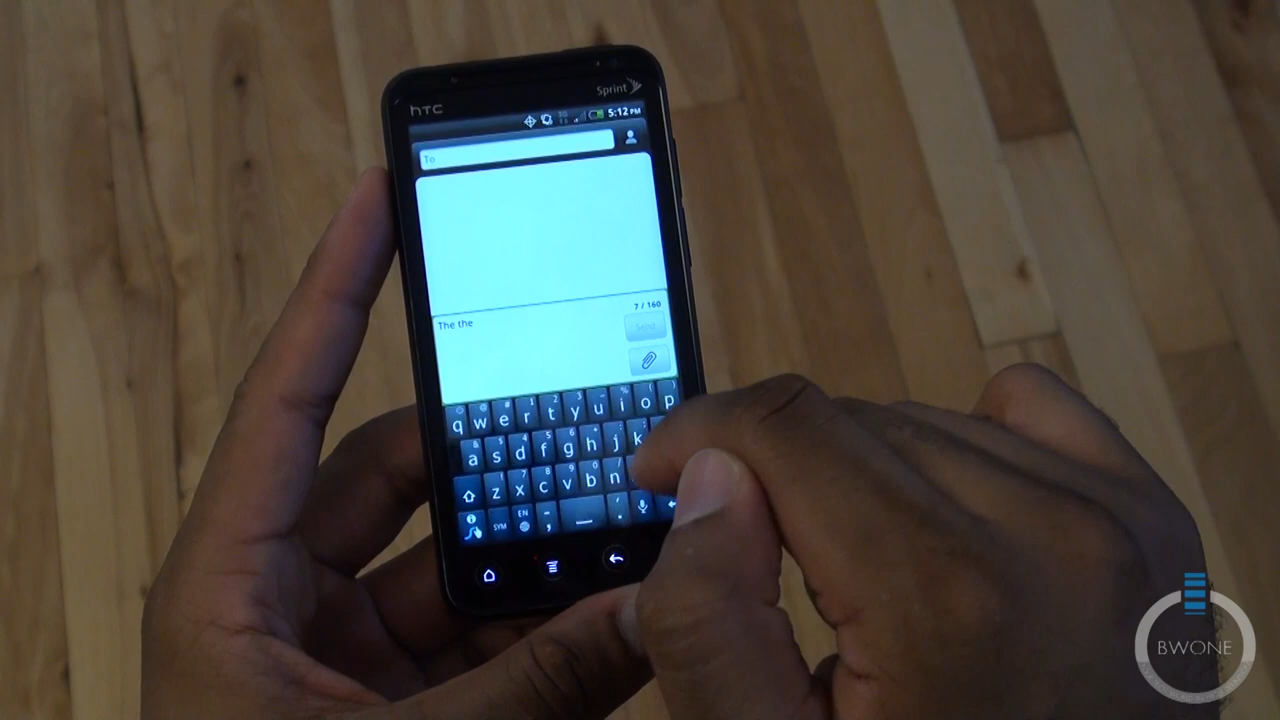 hTC
Sprint
5:12 PM
To
7 / 160
The the
Send
q w e r t y u i o p
a s d f g h j k
z x c v b n
SYM EN
BWONE